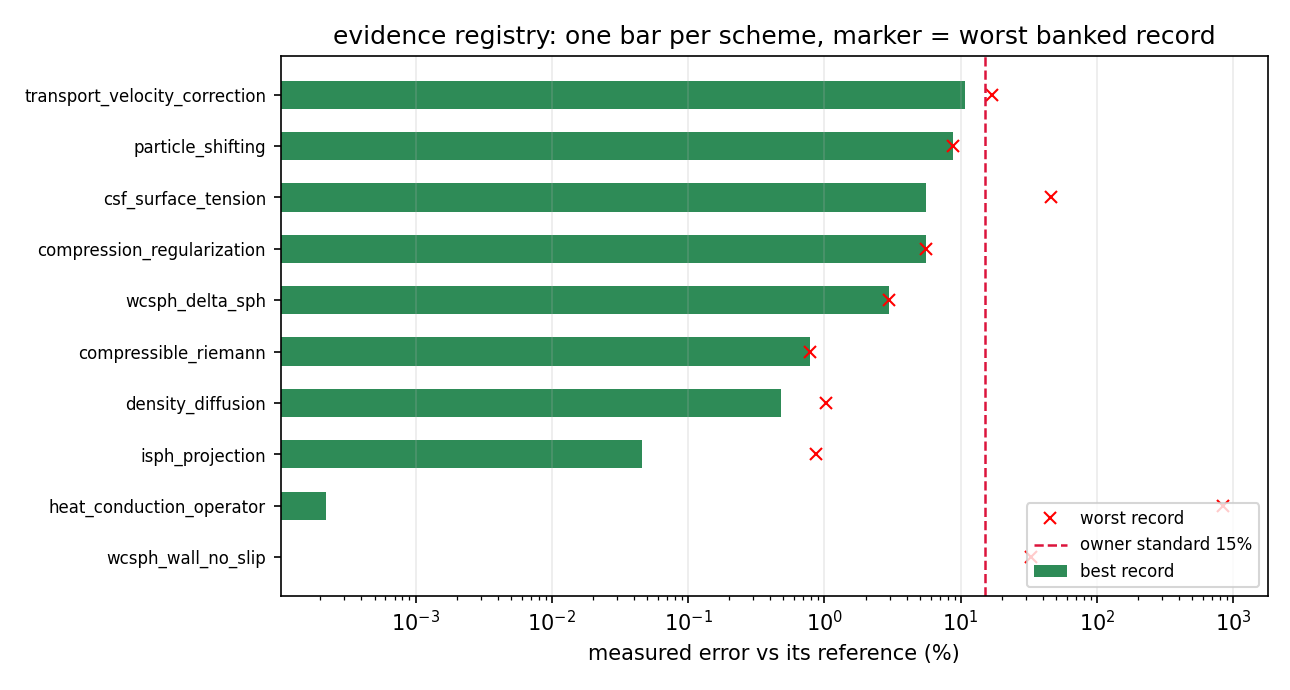 evidence registry: one bar per scheme, marker = worst banked record
transport_velocity_correction
particle_shifting
csf_surface_tension
compression_regularization
wcsph_delta_sph
compressible_riemann
density_diffusion
isph_projection
heat_conduction_operator
wcsph_wall_no_slip
worst record
owner standard 15%
best record
10⁻³ 10⁻² 10⁻¹ 10⁰ 10¹ 10² 10³
measured error vs its reference (%)